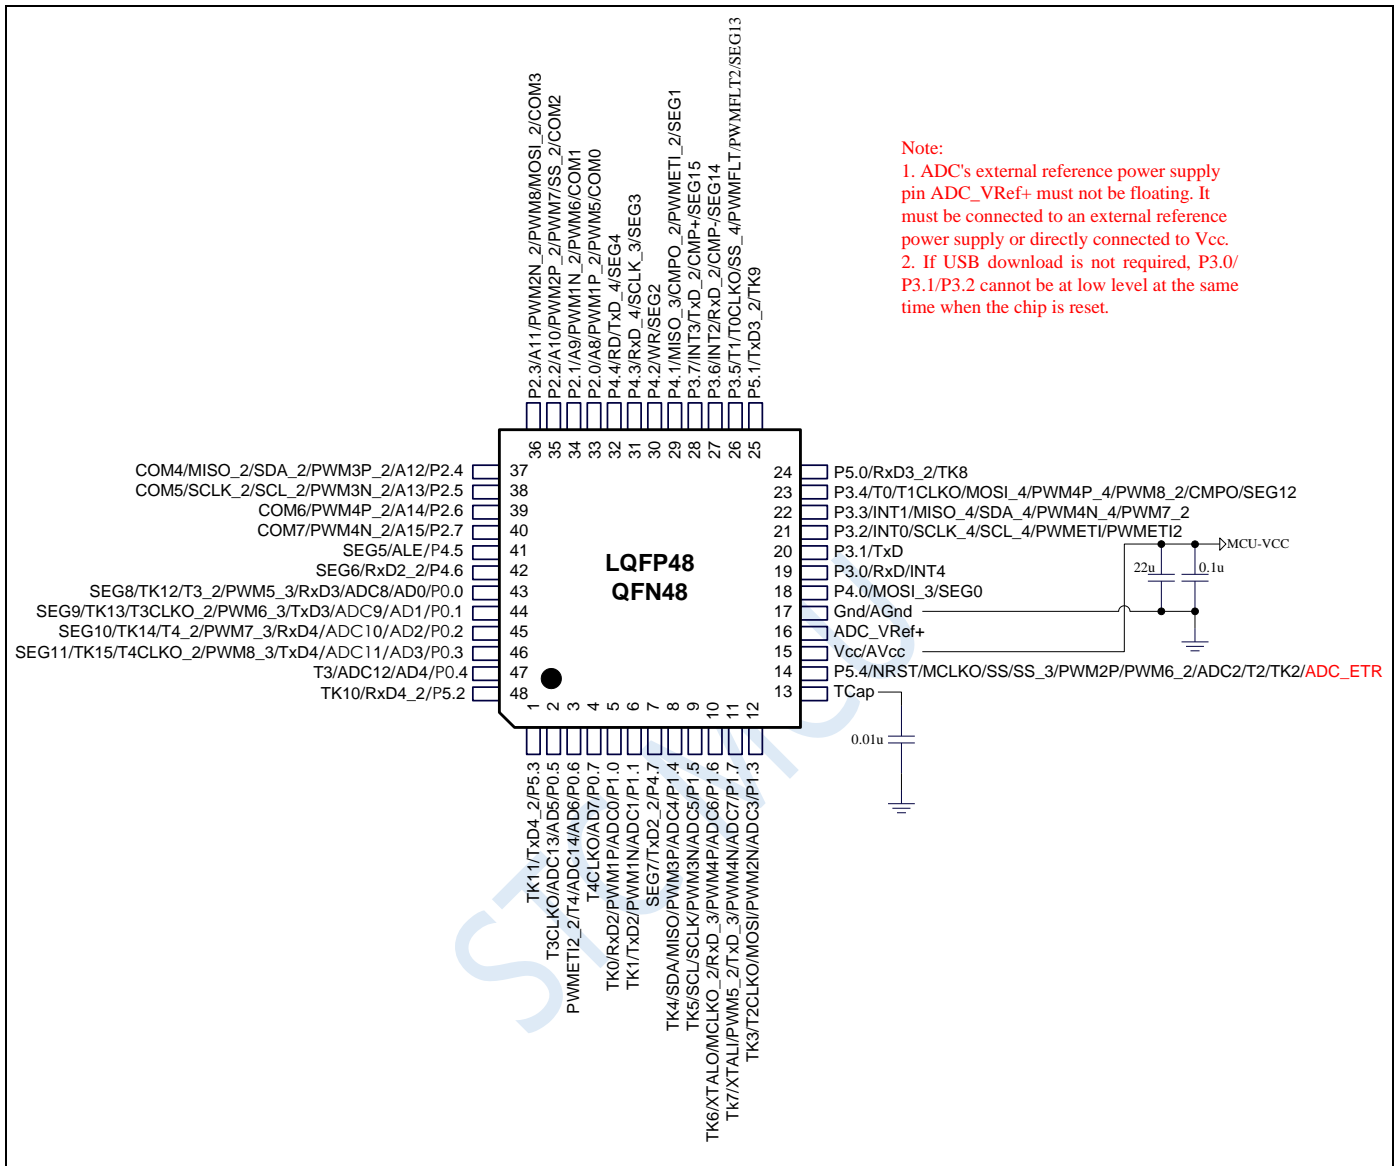 P2.3/A11/PWM2N_2/PWM8/MOSI_2/COM3
P2.2/A10/PWM2P_2/PWM7/SS_2/COM2
P2.1/A9/PWM1N_2/PWM6/COM1
P2.0/A8/PWM1P_2/PWM5/COM0
P4.4/RD/TxD_4/SEG4
P4.3/RxD_4/SCLK_3/SEG3
P4.2/WR/SEG2
P4.1/MISO_3/CMPO_2/PWMETI_2/SEG1
P3.7/INT3/TxD_2/CMP+/SEG15
P3.6/INT2/RxD_2/CMP-/SEG14
P3.5/T1/T0CLKO/SS_4/PWMFLT/PWMFLT2/SEG13
P5.1/TxD3_2/TK9
Note:
1. ADC's external reference power supply
pin ADC_VRef+ must not be floating. It
must be connected to an external reference
power supply or directly connected to Vcc.
2. If USB download is not required, P3.0/
P3.1/P3.2 cannot be at low level at the same
time when the chip is reset.
36
35
34
33
32
31
30
29
28
27
26
25
COM4/MISO_2/SDA_2/PWM3P_2/A12/P2.4
37
COM5/SCLK_2/SCL_2/PWM3N_2/A13/P2.5
38
COM6/PWM4P_2/A14/P2.6
39
COM7/PWM4N_2/A15/P2.7
40
SEG5/ALE/P4.5
41
SEG6/RxD2_2/P4.6
42
SEG8/TK12/T3_2/PWM5_3/RxD3/ADC8/AD0/P0.0
43
SEG9/TK13/T3CLKO_2/PWM6_3/TxD3/ADC9/AD1/P0.1
44
SEG10/TK14/T4_2/PWM7_3/RxD4/ADC10/AD2/P0.2
45
SEG11/TK15/T4CLKO_2/PWM8_3/TxD4/ADC11/AD3/P0.3
46
T3/ADC12/AD4/P0.4
47
TK10/RxD4_2/P5.2
48
LQFP48
QFN48
24
P5.0/RxD3_2/TK8
23
P3.4/T0/T1CLKO/MOSI_4/PWM4P_4/PWM8_2/CMPO/SEG12
22
P3.3/INT1/MISO_4/SDA_4/PWM4N_4/PWM7_2
21
P3.2/INT0/SCLK_4/SCL_4/PWMETI/PWMETI2
20
P3.1/TxD
19
P3.0/RxD/INT4
18
P4.0/MOSI_3/SEG0
17
Gnd/AGnd
16
ADC_VRef+
15
Vcc/AVcc
14
P5.4/NRST/MCLKO/SS/SS_3/PWM2P/PWM6_2/ADC2/T2/TK2/ADC_ETR
13
TCap
MCU-VCC
22u
0.1u
0.01u
1
2
3
4
5
6
7
8
9
10
11
12
TK11/TxD4_2/P5.3
T3CLKO/ADC13/AD5/P0.5
PWMETI2_2/T4/ADC14/AD6/P0.6
T4CLKO/AD7/P0.7
TK0/RxD2/PWM1P/ADC0/P1.0
TK1/TxD2/PWM1N/ADC1/P1.1
SEG7/TxD2_2/P4.7
TK4/SDA/MISO/PWM3P/ADC4/P1.4
TK5/SCL/SCLK/PWM3N/ADC5/P1.5
TK6/XTALO/MCLKO_2/RxD_3/PWM4P/ADC6/P1.6
Tk7/XTALI/PWM5_2/TxD_3/PWM4N/ADC7/P1.7
TK3/T2CLKO/MOSI/PWM2N/ADC3/P1.3
STCMCU